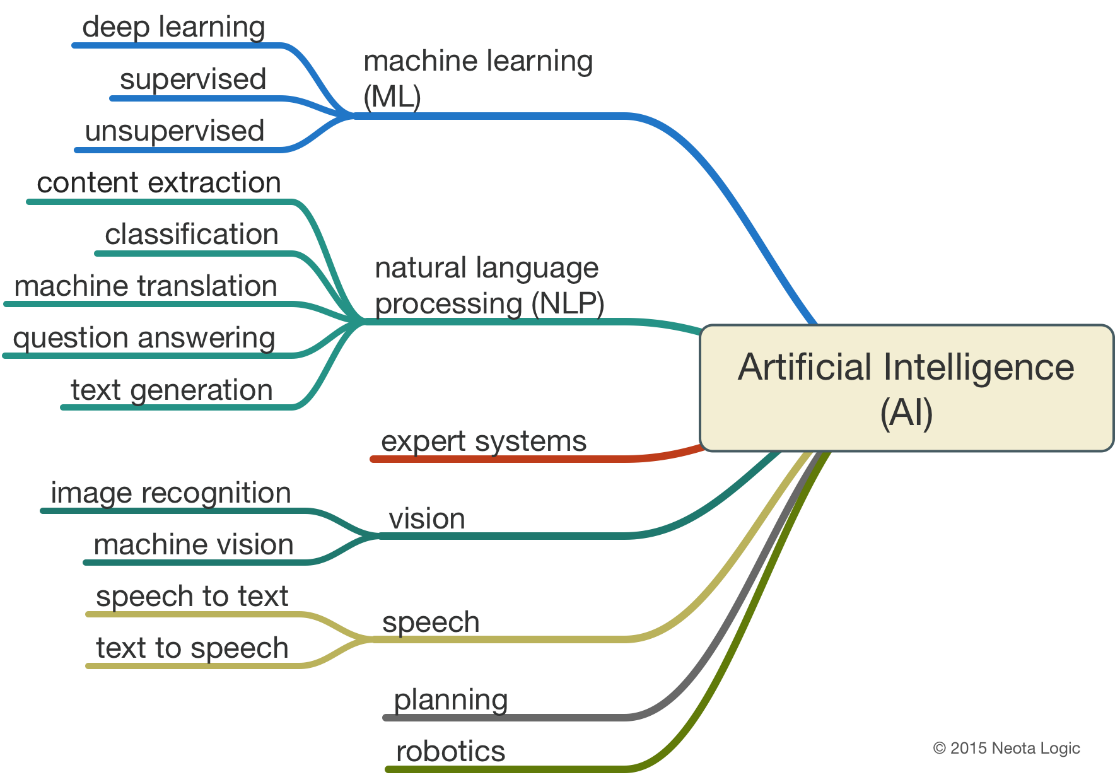 deep learning
supervised
unsupervised
machine learning
(ML)
content extraction
classification
machine translation
question answering
text generation
natural language
processing (NLP)
Artificial Intelligence
(AI)
expert systems
image recognition
machine vision
vision
speech to text
text to speech
speech
planning
robotics
© 2015 Neota Logic